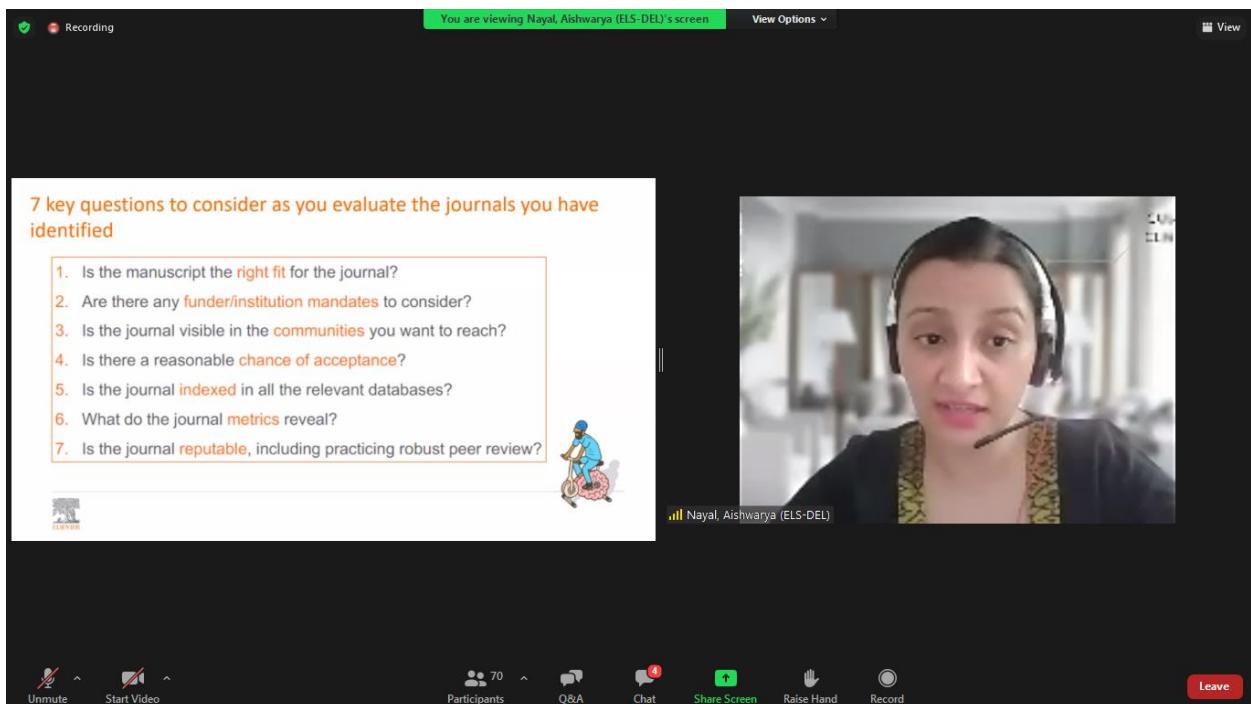 Recording
You are viewing Nayal, Aishwarya (ELS-DEL)'s screen
View Options
View
7 key questions to consider as you evaluate the journals you have
identified
1. Is the manuscript the right fit for the journal?
2. Are there any funder/institution mandates to consider?
3. Is the journal visible in the communities you want to reach?
4. Is there a reasonable chance of acceptance?
5. Is the journal indexed in all the relevant databases?
6. What do the journal metrics reveal?
7. Is the journal reputable, including practicing robust peer review?
ELSEVIER
Nayal, Aishwarya (ELS-DEL)
Unmute
Start Video
70
Participants
Q&A
4
Chat
Share Screen
Raise Hand
Record
Leave